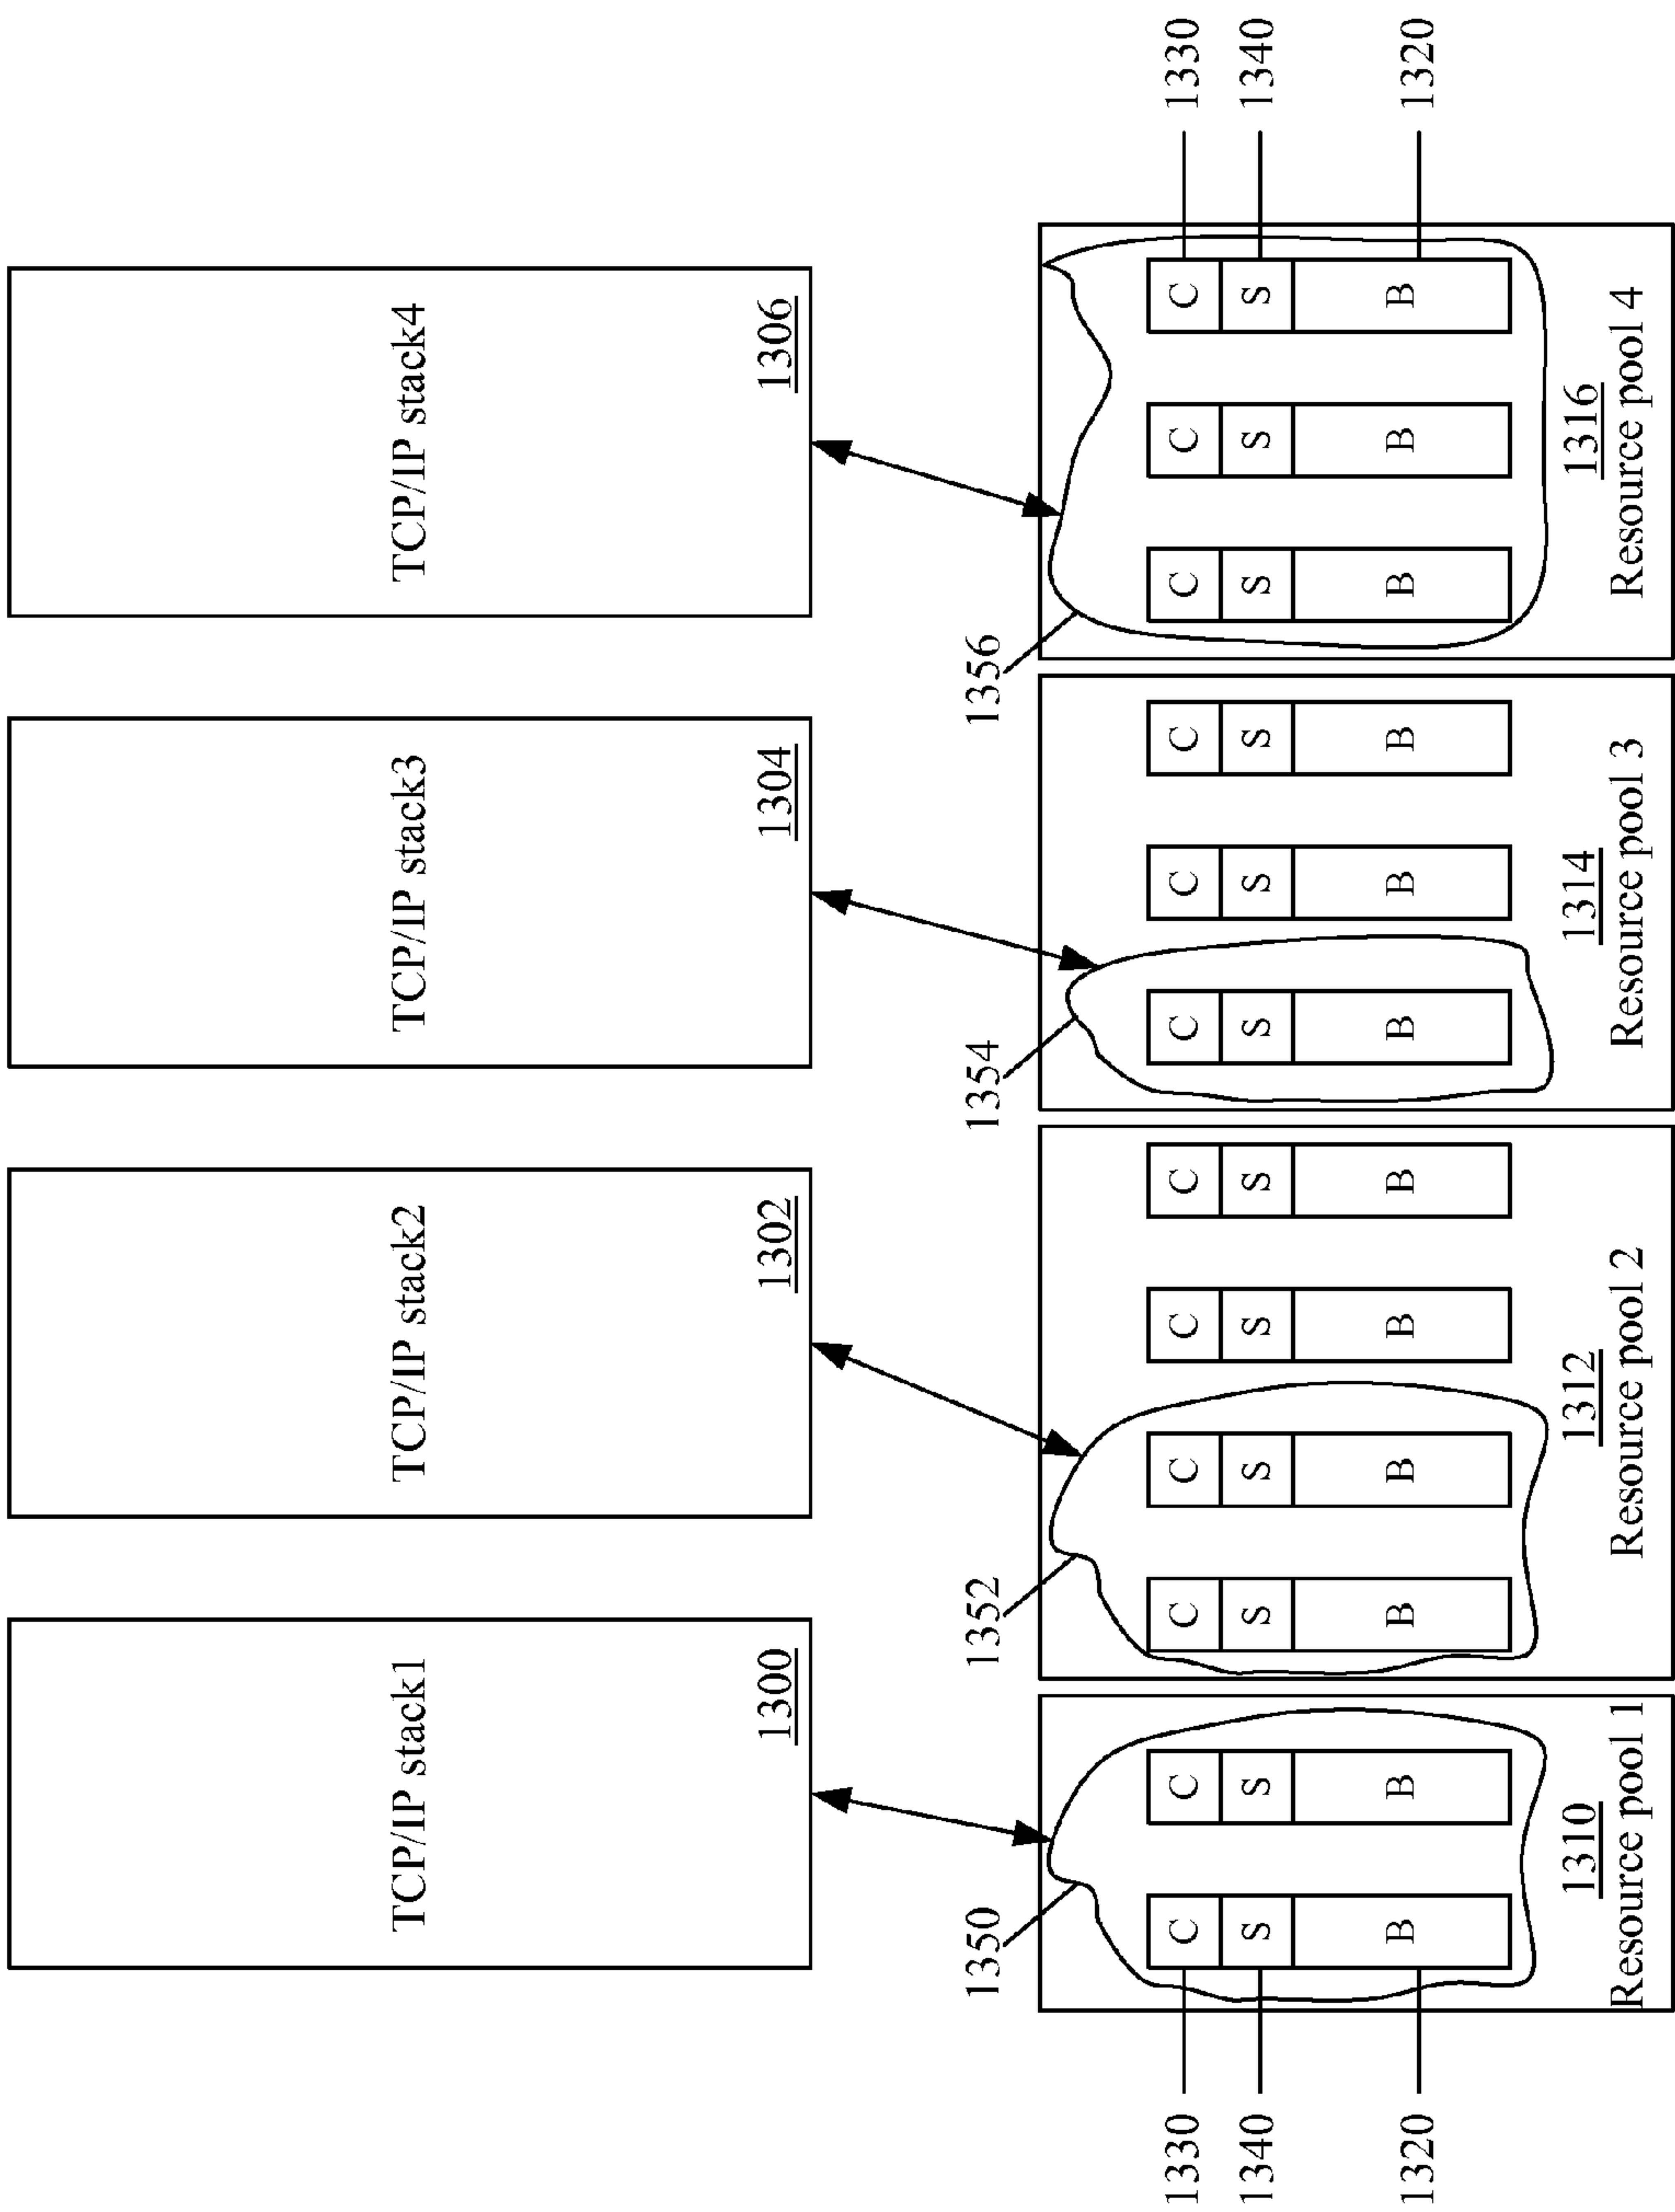 TCP/IP stack1
1300
TCP/IP stack2
1302
TCP/IP stack3
1304
TCP/IP stack4
1306
1350
1352
1354
1356
1330
C
C
C
C
C
C
C
C
C
C
C
C
1330
1340
S
S
S
S
S
S
S
S
S
S
S
S
1340
1320
B
B
B
B
B
B
B
B
B
B
B
B
1320
1310
Resource pool 1
1312
Resource pool 2
1314
Resource pool 3
1316
Resource pool 4